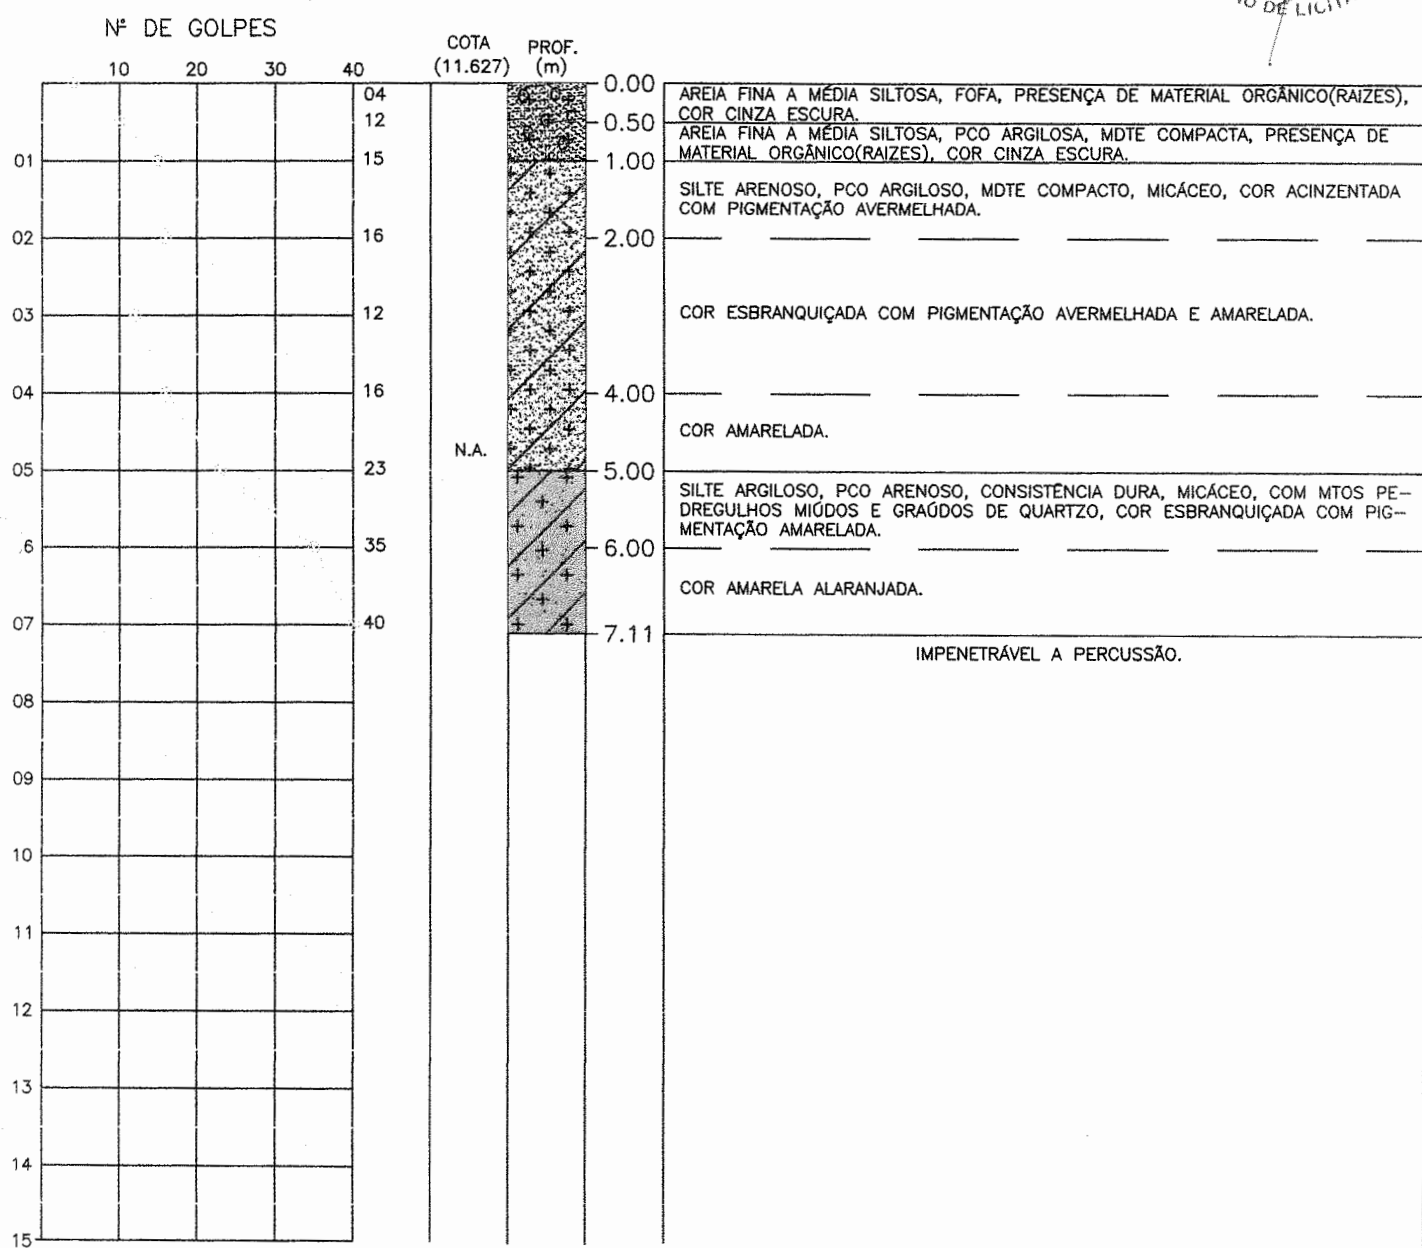 Nº DE GOLPES
COTA
(11.627)
PROF.
(m)
10 20 30 40
04
12
15
16
12
16
23
35
40
01
02
03
04
05
6
07
08
09
10
11
12
13
14
15
N.A.
0.00
0.50
1.00
2.00
4.00
5.00
6.00
7.11
AREIA FINA A MÉDIA SILTOSA, FOFA, PRESENÇA DE MATERIAL ORGÂNICO(RAIZES),
COR CINZA ESCURA.
AREIA FINA A MÉDIA SILTOSA, PCO ARGILOSA, MDTE COMPACTA, PRESENÇA DE
MATERIAL ORGÂNICO(RAIZES), COR CINZA ESCURA.
SILTE ARENOSO, PCO ARGILOSO, MDTE COMPACTO, MICÁCEO, COR ACINZENTADA
COM PIGMENTAÇÃO AVERMELHADA.
COR ESBRANQUIÇADA COM PIGMENTAÇÃO AVERMELHADA E AMARELADA.
COR AMARELADA.
SILTE ARGILOSO, PCO ARENOSO, CONSISTÊNCIA DURA, MICÁCEO, COM MTOS PE-
DREGULHOS MIÚDOS E GRAÚDOS DE QUARTZO, COR ESBRANQUIÇADA COM PIG-
MENTAÇÃO AMARELADA.
COR AMARELA ALARANJADA.
IMPENETRÁVEL A PERCUSSÃO.